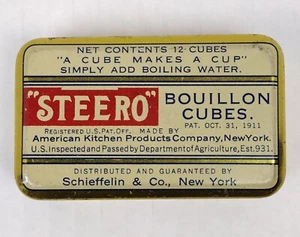 NET CONTENTS 12 CUBES
"A CUBE MAKES A CUP"
SIMPLY ADD BOILING WATER.
"STEERO" BOUILLON
CUBES.
PAT. OCT. 31, 1911
REGISTERED U.S. PAT. OFF. MADE BY
American Kitchen Products Company, New York.
U.S. Inspected and Passed by Department of Agriculture, Est. 931.
DISTRIBUTED AND GUARANTEED BY
Schieffelin & Co., New York